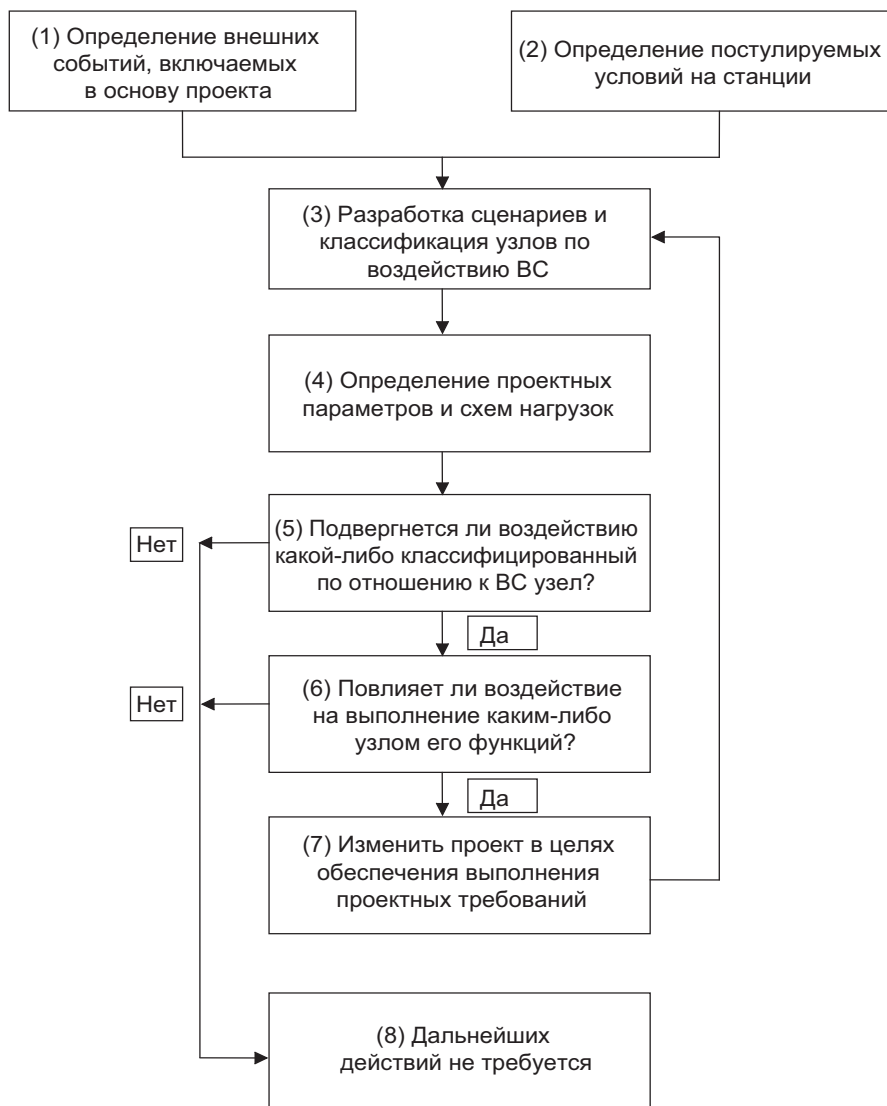 (1) Определение внешних
событий, включаемых
в основу проекта
(2) Определение постулируемых
условий на станции
(3) Разработка сценариев и
классификация узлов по
воздействию ВС
(4) Определение проектных
параметров и схем нагрузок
(5) Подвергнется ли воздействию
какой-либо классифицированный
по отношению к ВС узел?
Нет
Да
(6) Повлияет ли воздействие
на выполнение каким-либо
узлом его функций?
Нет
Да
(7) Изменить проект в целях
обеспечения выполнения
проектных требований
(8) Дальнейших
действий не требуется